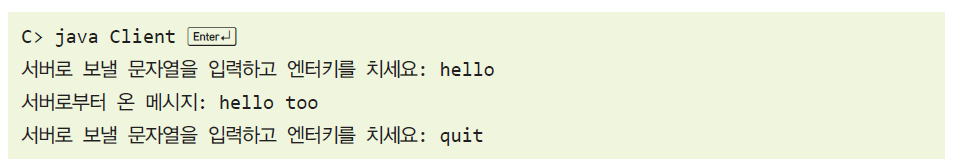 C> java Client Enter↵
서버로 보낼 문자열을 입력하고 엔터키를 치세요: hello
서버로부터 온 메시지: hello too
서버로 보낼 문자열을 입력하고 엔터키를 치세요: quit